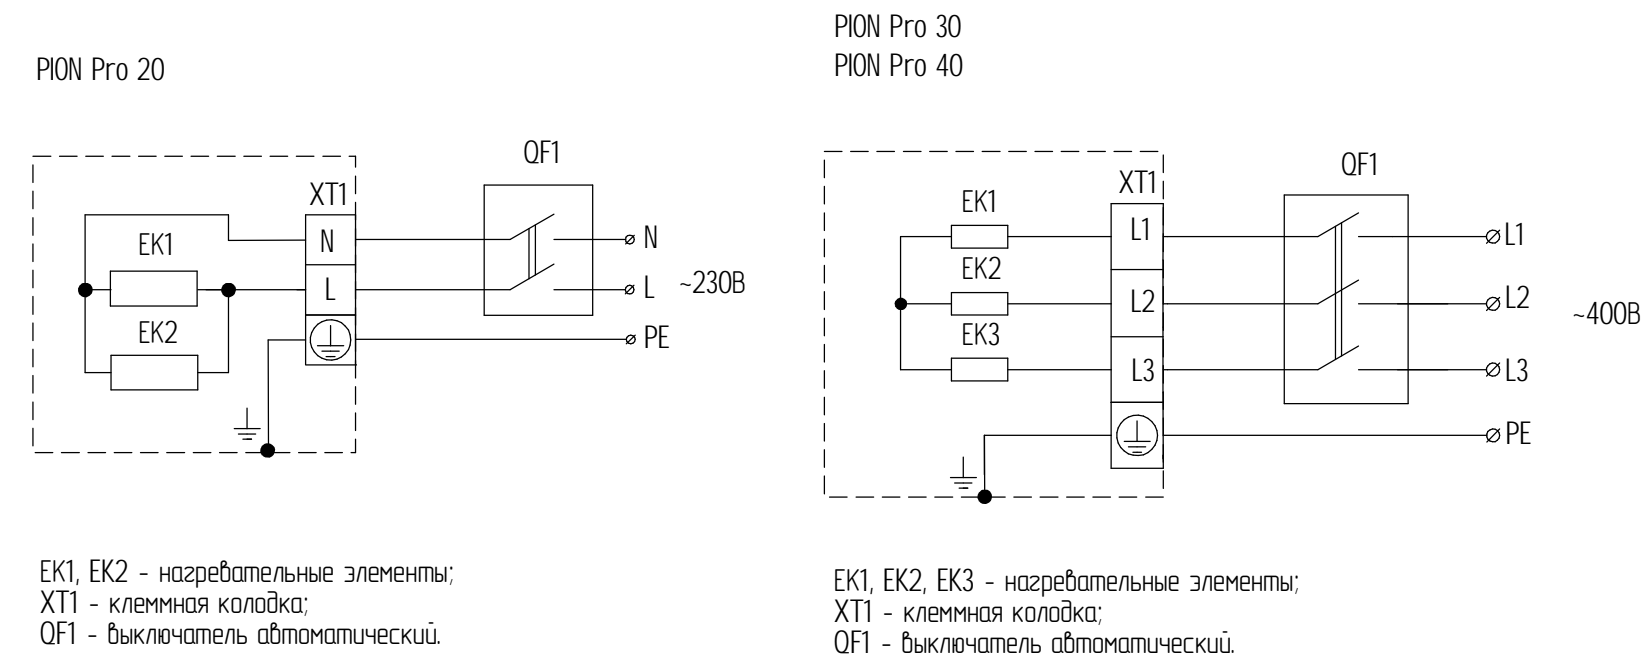 PION Pro 20
QF1
XT1
N
EK1
N
L
L
~230В
EK2
PE
EK1, EK2 - нагревательные элементы;
XT1 - клеммная колодка;
QF1 - выключатель автоматический.
PION Pro 30
PION Pro 40
QF1
XT1
EK1
L1
L1
EK2
L2
L2
~400В
EK3
L3
L3
PE
EK1, EK2, EK3 - нагревательные элементы;
XT1 - клеммная колодка;
QF1 - выключатель автоматический.